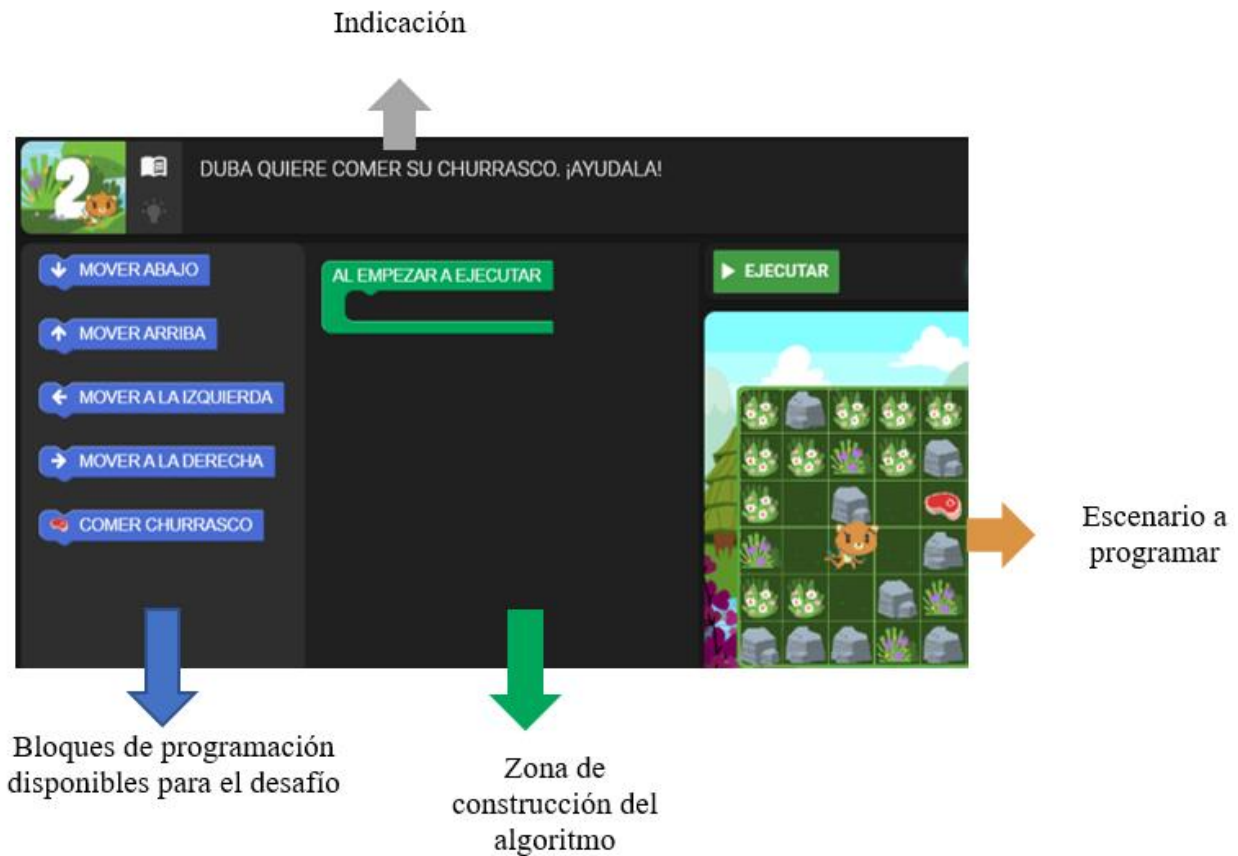 Indicación
2
DUBA QUIERE COMER SU CHURRASCO. ¡AYUDALA!
MOVER ABAJO
MOVER ARRIBA
MOVER A LA IZQUIERDA
MOVER A LA DERECHA
COMER CHURRASCO
AL EMPEZAR A EJECUTAR
EJECUTAR
Escenario a
programar
Bloques de programación
disponibles para el desafío
Zona de
construcción del
algoritmo